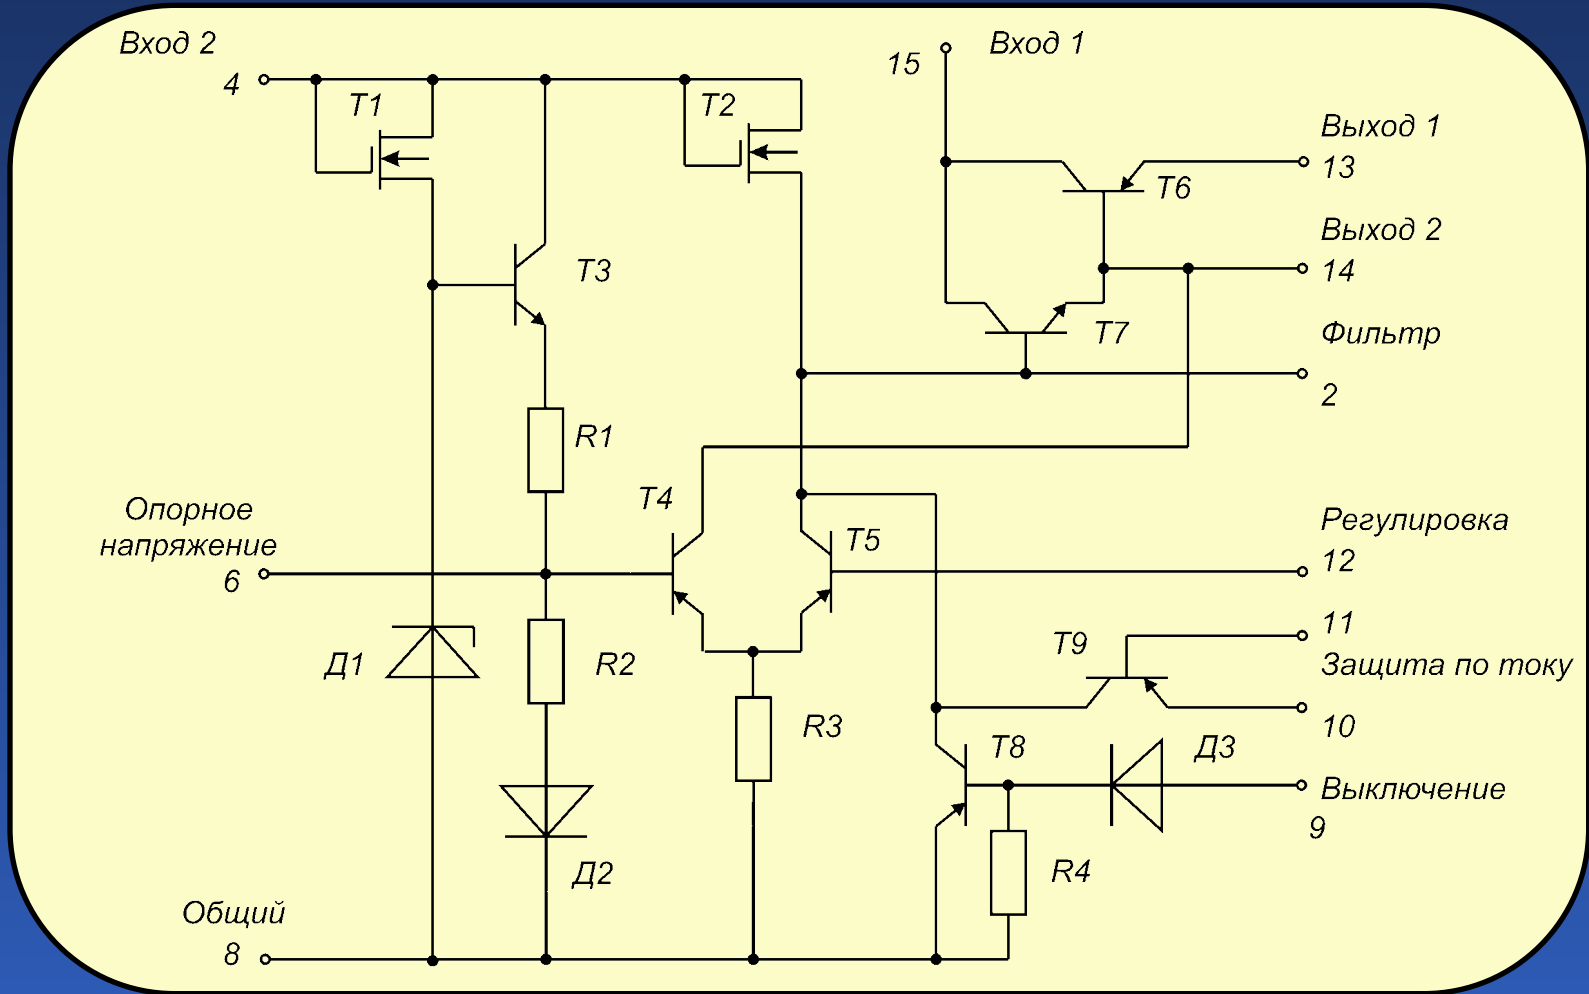 Вход 2
4
T1
T2
15
Вход 1
Выход 1
13
T6
Выход 2
14
T3
T7
Фильтр
2
R1
T4
Опорное
напряжение
6
T5
Регулировка
12
Д1
R2
T9
11
Защита по току
10
R3
T8
Д3
Выключение
9
Д2
R4
Общий
8